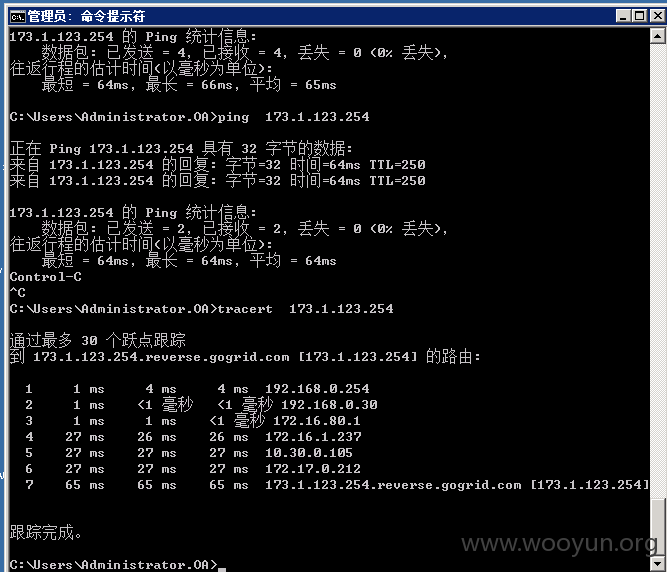 管理员: 命令提示符
173.1.123.254 的 Ping 统计信息:
    数据包: 已发送 = 4, 已接收 = 4, 丢失 = 0 (0% 丢失),
往返行程的估计时间(以毫秒为单位):
    最短 = 64ms, 最长 = 66ms, 平均 = 65ms
C:\Users\Administrator.OA>ping  173.1.123.254
正在 Ping 173.1.123.254 具有 32 字节的数据:
来自 173.1.123.254 的回复: 字节=32 时间=64ms TTL=250
来自 173.1.123.254 的回复: 字节=32 时间=64ms TTL=250
173.1.123.254 的 Ping 统计信息:
    数据包: 已发送 = 2, 已接收 = 2, 丢失 = 0 (0% 丢失),
往返行程的估计时间(以毫秒为单位):
    最短 = 64ms, 最长 = 64ms, 平均 = 64ms
Control-C
^C
C:\Users\Administrator.OA>tracert  173.1.123.254
通过最多 30 个跃点跟踪
到 173.1.123.254.reverse.gogrid.com [173.1.123.254] 的路由:
  1     1 ms     4 ms     4 ms  192.168.0.254
  2     1 ms    <1 毫秒   <1 毫秒 192.168.0.30
  3     1 ms     1 ms    <1 毫秒 172.16.80.1
  4    27 ms    26 ms    26 ms  172.16.1.237
  5    27 ms    27 ms    27 ms  10.30.0.105
  6    27 ms    27 ms    27 ms  172.17.0.212
  7    65 ms    65 ms    65 ms  173.1.123.254.reverse.gogrid.com [173.1.123.254]
跟踪完成。
www.wooyun.org
C:\Users\Administrator.OA>